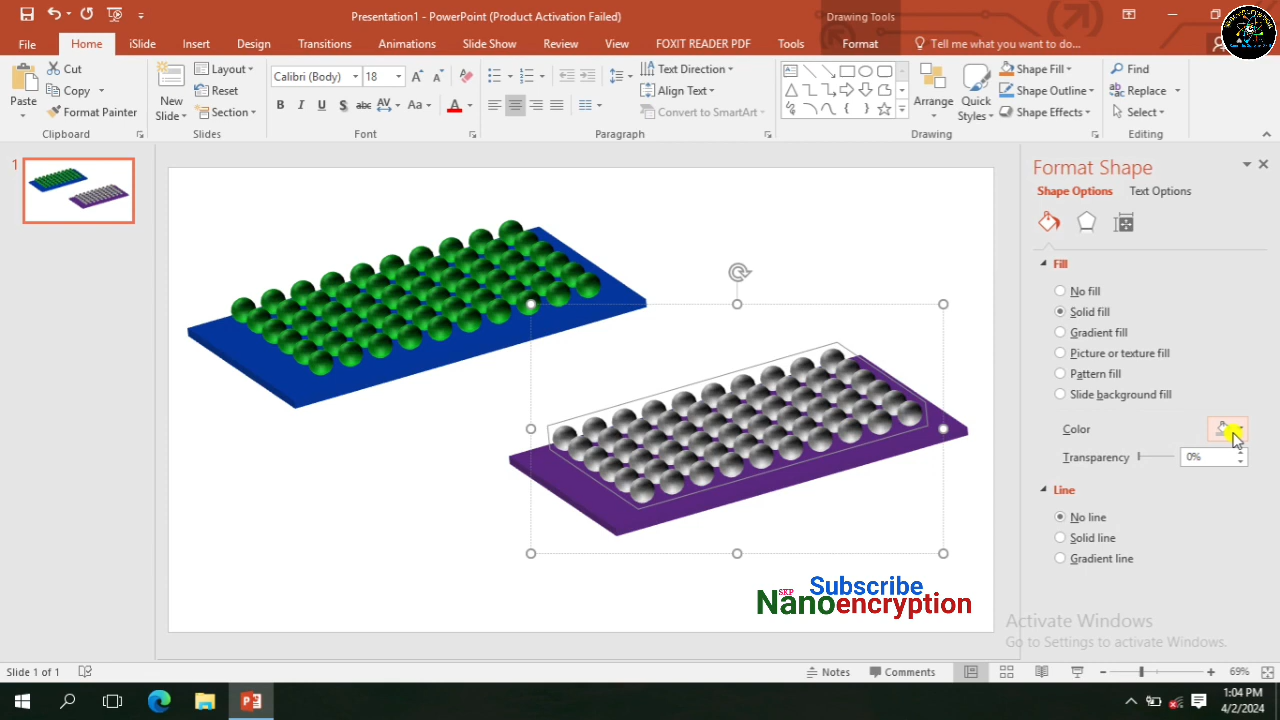 Presentation1 - PowerPoint (Product Activation Failed)
Drawing Tools
File Home iSlide Insert Design Transitions Animations Slide Show Review View FOXIT READER PDF Tools Format Tell me what you want to do...
Cut
Copy
Format Painter
Paste
Clipboard
New Slide
Layout
Reset
Section
Slides
Calibri (Body) 18
B I U S abc AV Aa A
Font
Text Direction
Align Text
Convert to SmartArt
Paragraph
Arrange
Quick Styles
Shape Fill
Shape Outline
Shape Effects
Drawing
Find
Replace
Select
Editing
1
Format Shape
Shape Options Text Options
Fill
No fill
Solid fill
Gradient fill
Picture or texture fill
Pattern fill
Slide background fill
Color
Transparency 0%
Line
No line
Solid line
Gradient line
Subscribe
SKP
Nanoencryption
Activate Windows
Go to Settings to activate Windows.
Slide 1 of 1 Notes Comments 69%
1:04 PM
4/2/2024